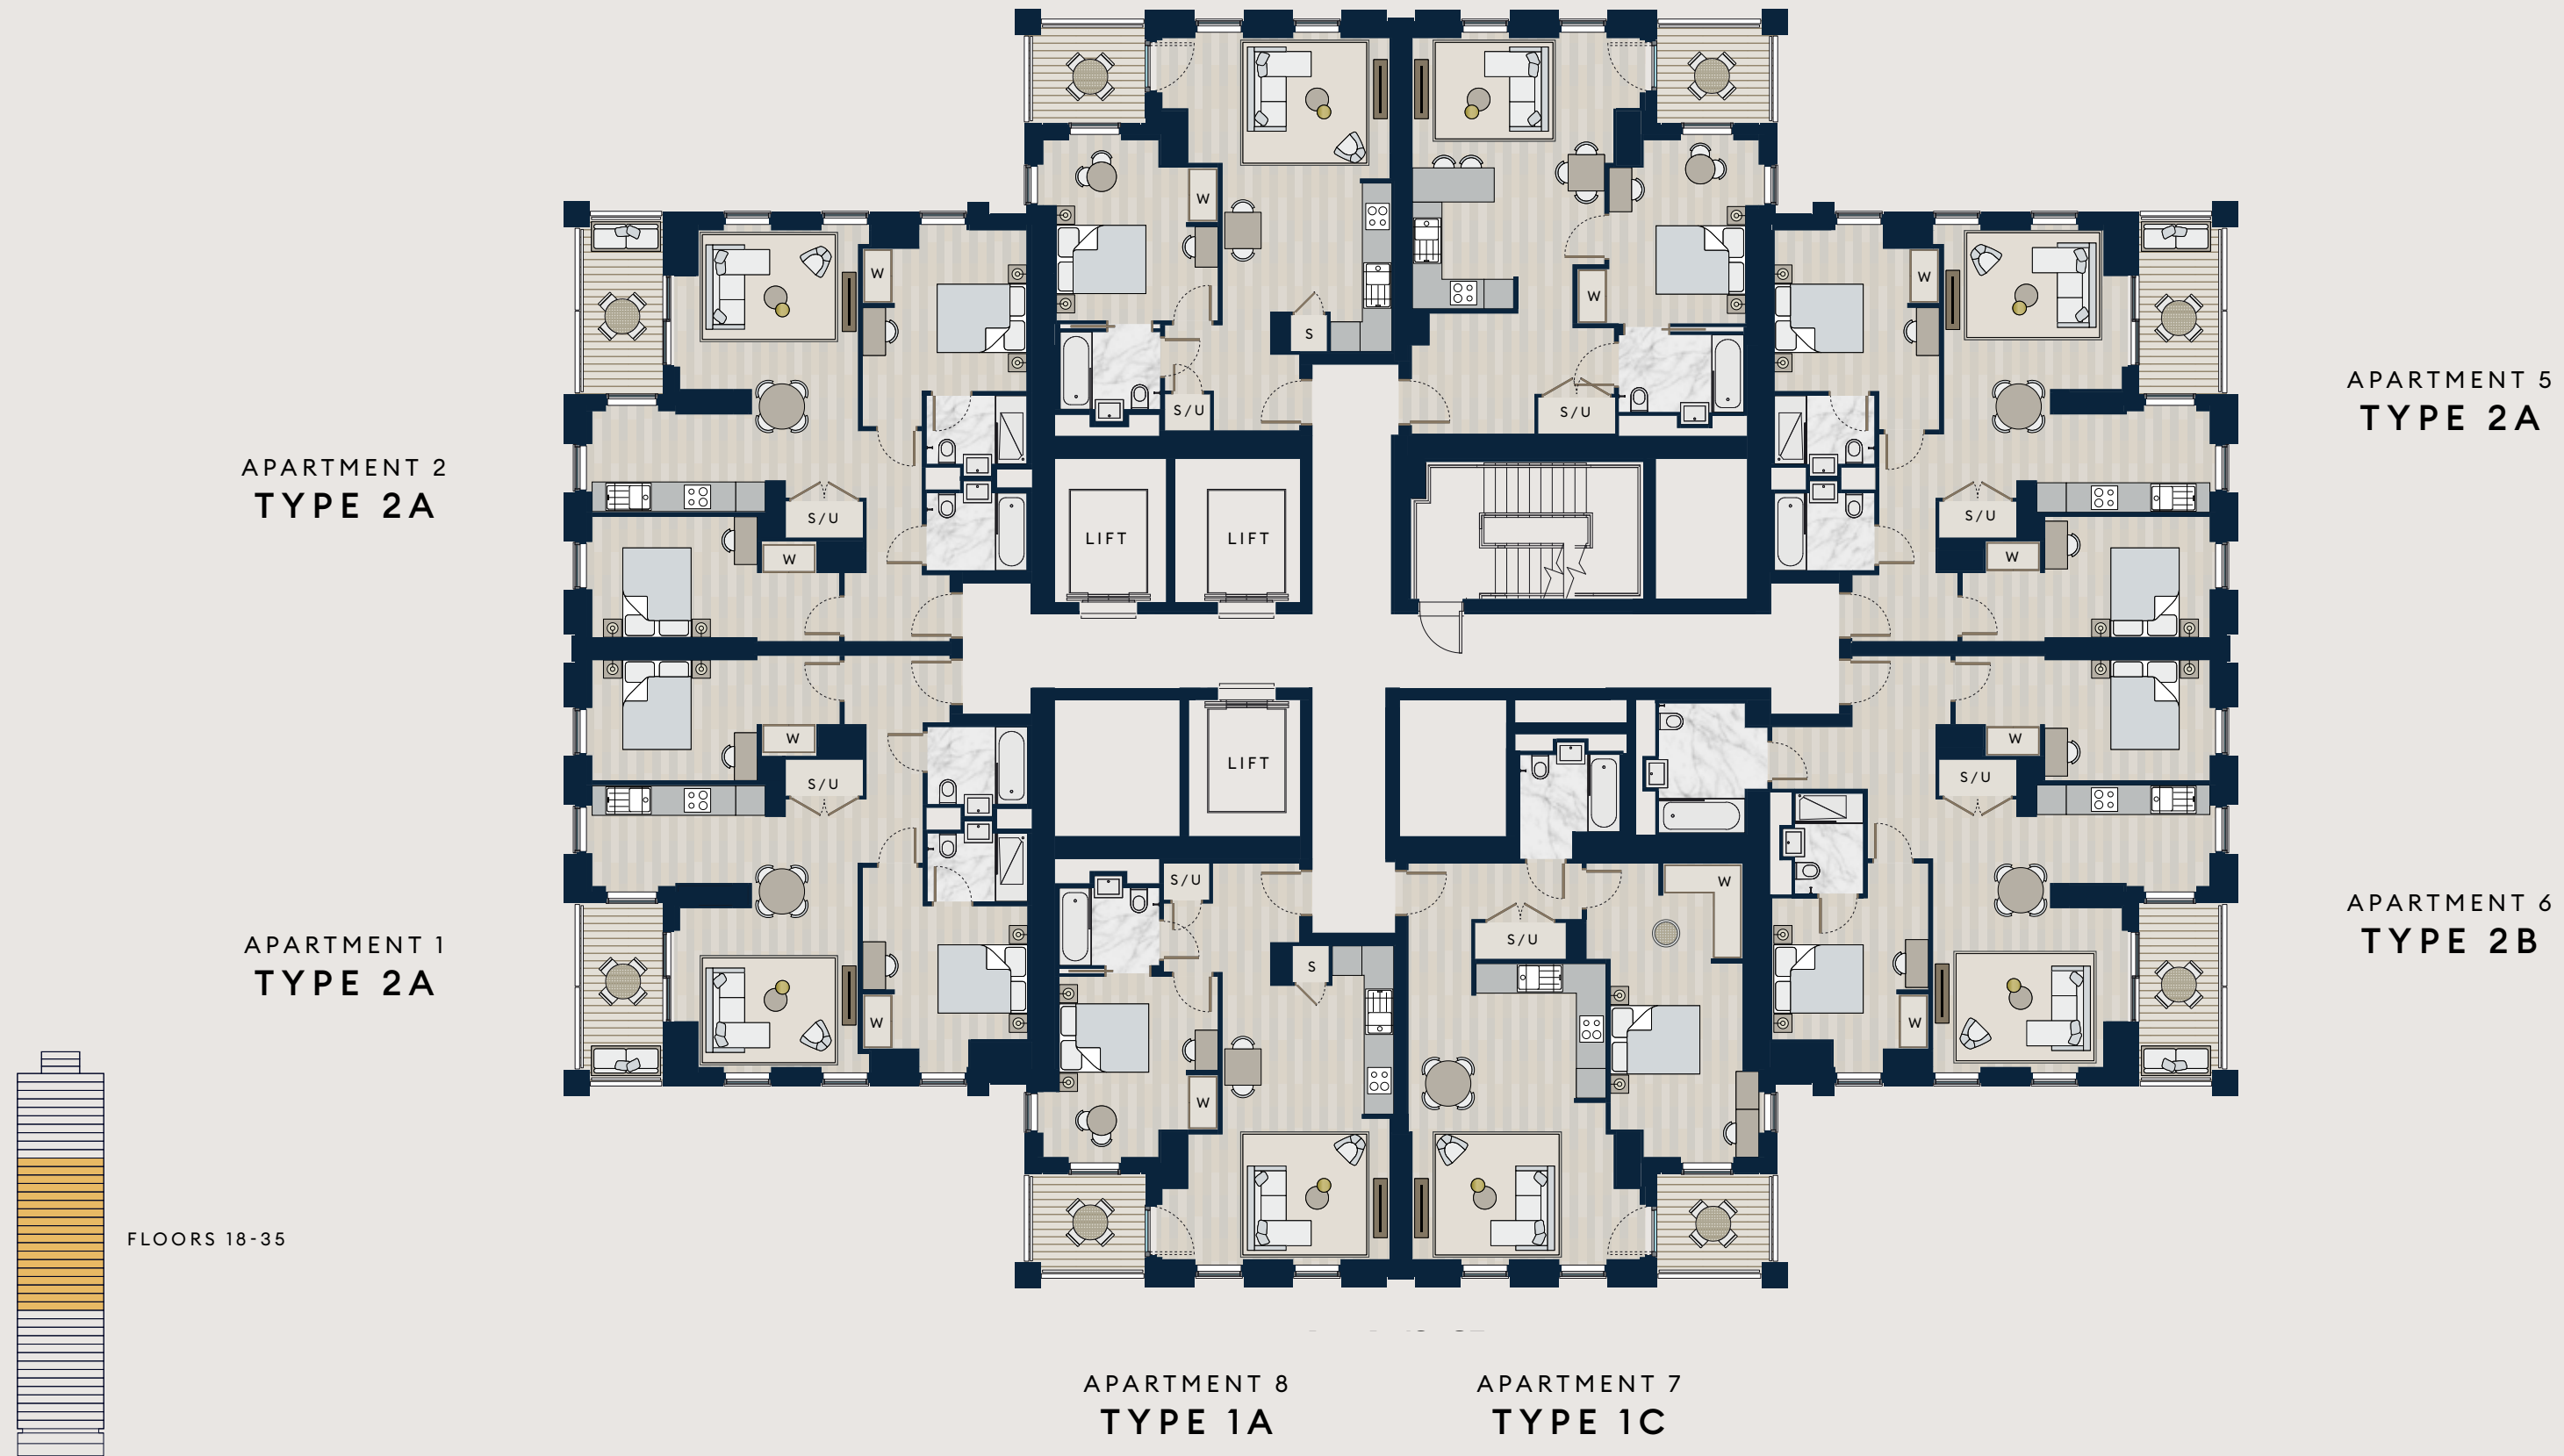 W
W
S
S/U
S/U
W
W
W
APARTMENT 5
TYPE 2A
APARTMENT 2
TYPE 2A
S/U
W
LIFT
LIFT
S/U
W
W
S/U
LIFT
W
S/U
S/U
W
S/U
S
W
W
W
W
APARTMENT 1
TYPE 2A
APARTMENT 6
TYPE 2B
FLOORS 18-35
APARTMENT 8
TYPE 1A
APARTMENT 7
TYPE 1C